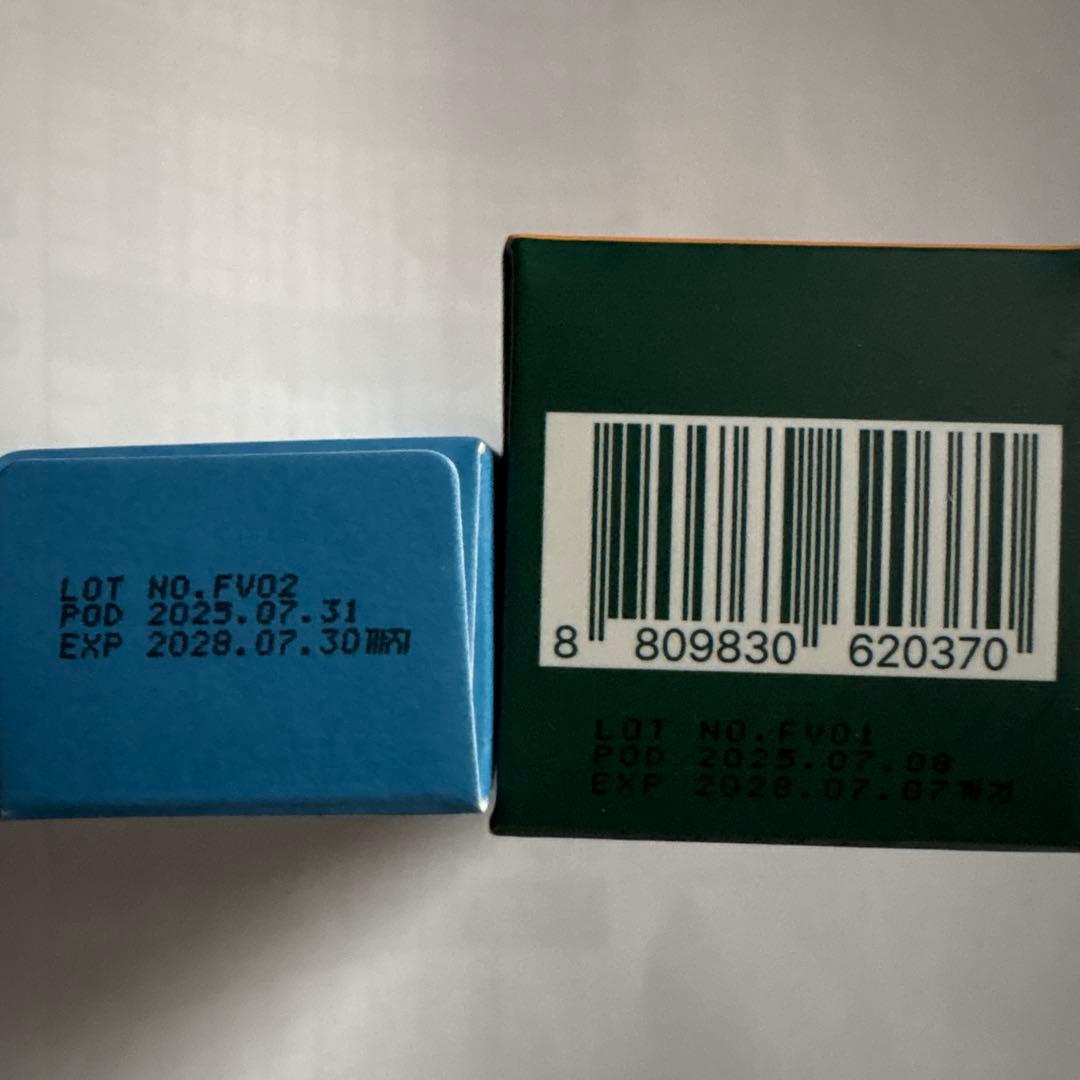 LOT NO.FV02
POD 2025.07.31
EXP 2028.07.30까지
8 809830 620370
LOT NO.FV01
POD 2025.07.08
EXP 2028.07.07까지